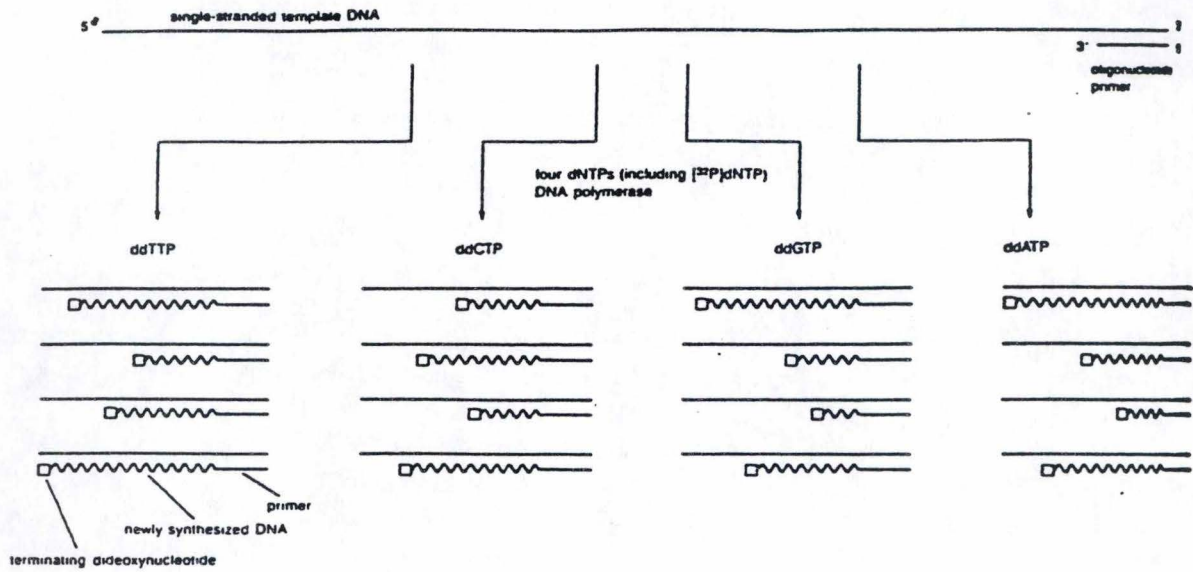 single-stranded template DNA
5'
3'
oligonucleotide
primer
four dNTPs (including [³²P]dNTP)
DNA polymerase
ddTTP
ddCTP
ddGTP
ddATP
primer
newly synthesized DNA
terminating dideoxynucleotide